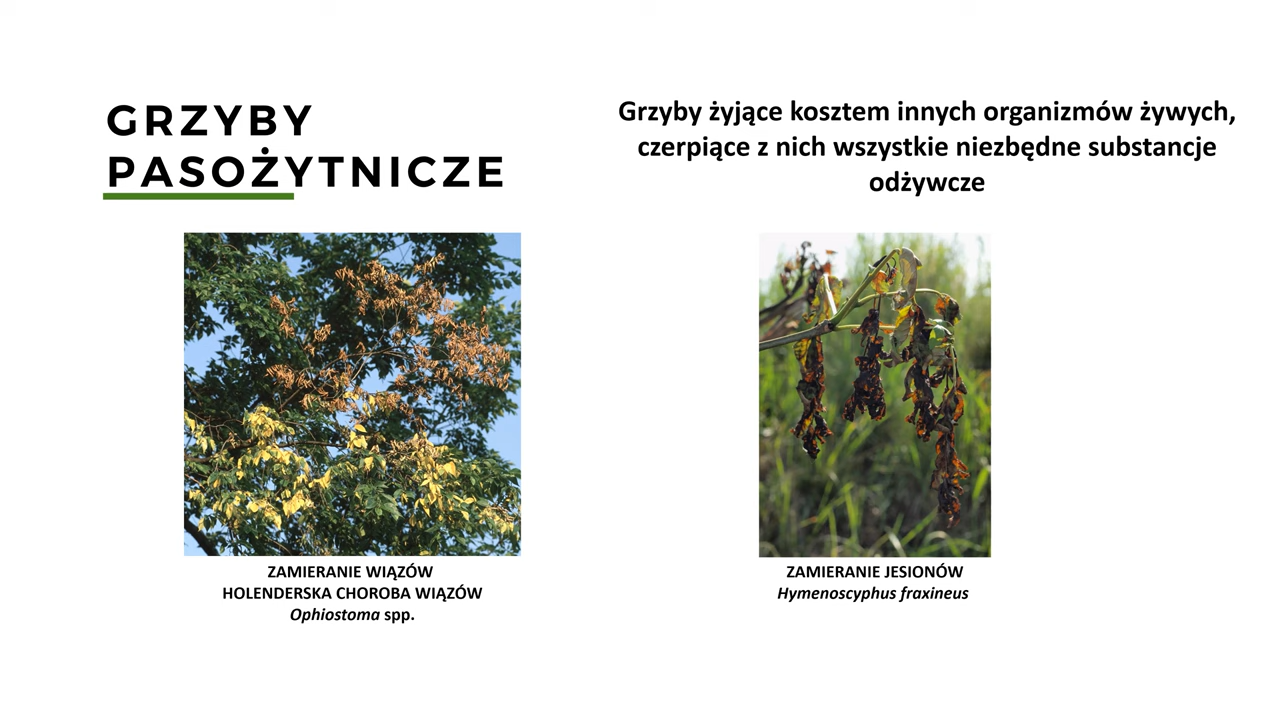 GRZYBY
PASOŻYTNICZE
Grzyby żyjące kosztem innych organizmów żywych,
czerpiące z nich wszystkie niezbędne substancje
odżywcze
ZAMIERANIE WIĄZÓW
HOLENDERSKA CHOROBA WIĄZÓW
Ophiostoma spp.
ZAMIERANIE JESIONÓW
Hymenoscyphus fraxineus